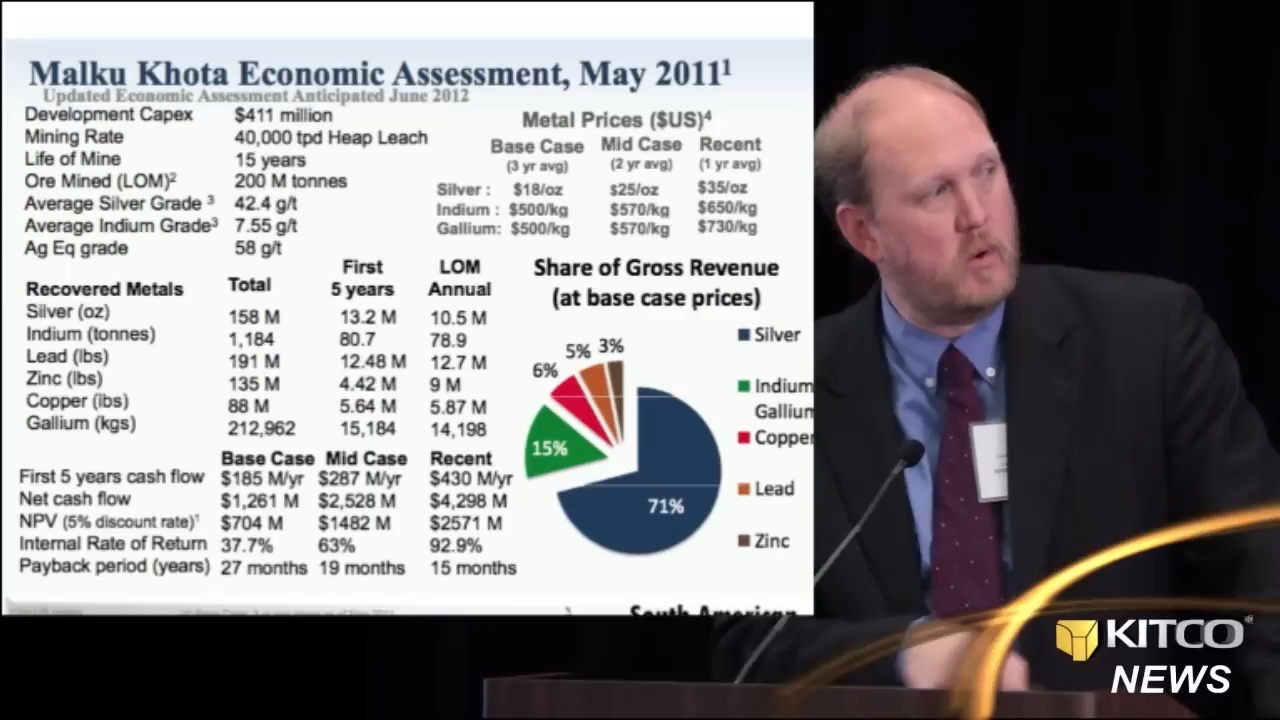 Malku Khota Economic Assessment, May 2011¹
Updated Economic Assessment Anticipated June 2012
Development Capex $411 million
Mining Rate 40,000 tpd Heap Leach
Life of Mine 15 years
Ore Mined (LOM)² 200 M tonnes
Average Silver Grade ³ 42.4 g/t
Average Indium Grade³ 7.55 g/t
Ag Eq grade 58 g/t
Metal Prices ($US)⁴
Base Case Mid Case Recent
(3 yr avg) (2 yr avg) (1 yr avg)
Silver : $18/oz $25/oz $35/oz
Indium : $500/kg $570/kg $650/kg
Gallium: $500/kg $570/kg $730/kg
Recovered Metals Total First 5 years LOM Annual
Silver (oz) 158 M 13.2 M 10.5 M
Indium (tonnes) 1,184 80.7 78.9
Lead (lbs) 191 M 12.48 M 12.7 M
Zinc (lbs) 135 M 4.42 M 9 M
Copper (lbs) 88 M 5.64 M 5.87 M
Gallium (kgs) 212,962 15,184 14,198
Base Case Mid Case Recent
First 5 years cash flow $185 M/yr $287 M/yr $430 M/yr
Net cash flow $1,261 M $2,528 M $4,298 M
NPV (5% discount rate)¹ $704 M $1482 M $2571 M
Internal Rate of Return 37.7% 63% 92.9%
Payback period (years) 27 months 19 months 15 months
Share of Gross Revenue
(at base case prices)
5% 3%
6%
15%
71%
Silver
Indium
Gallium
Copper
Lead
Zinc
South American
KITCO®
NEWS